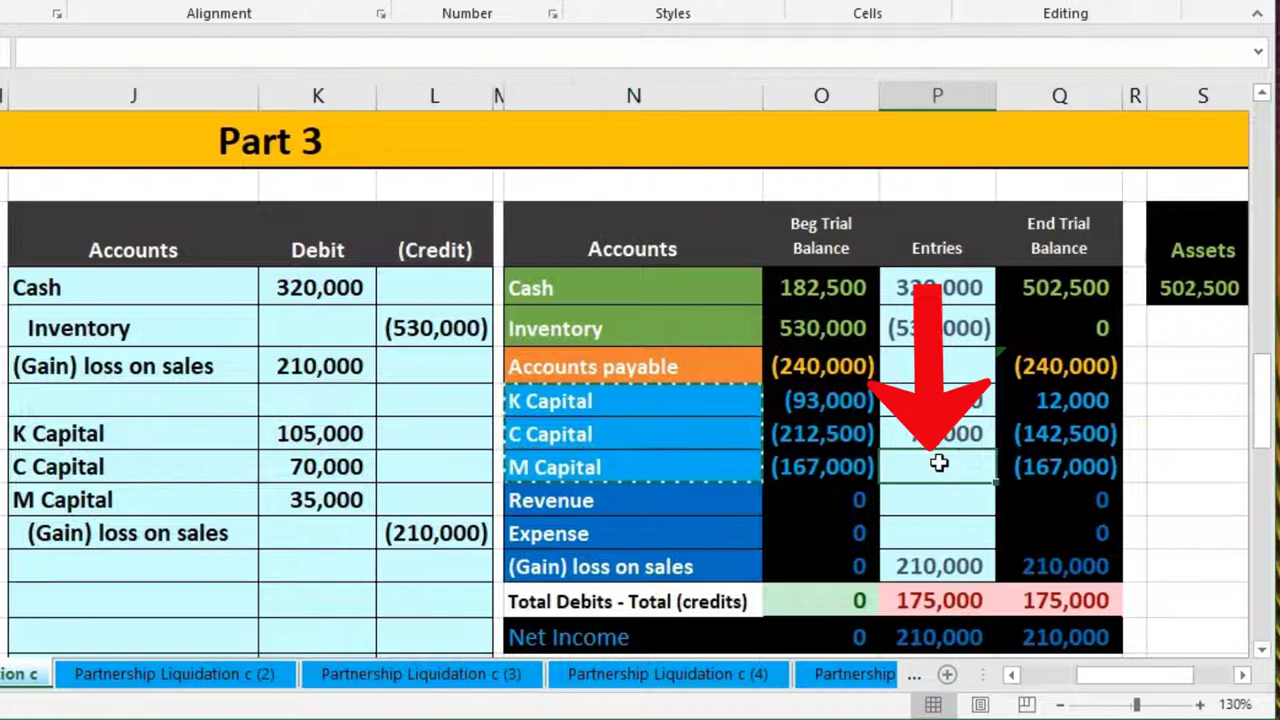 Alignment Number Styles Cells Editing
J K L M N O P Q R S
Part 3
Accounts Debit (Credit) Accounts Beg Trial Balance Entries End Trial Balance Assets
Cash 320,000 Cash 182,500 502,500 502,500
Inventory (530,000) Inventory 530,000 0
(Gain) loss on sales 210,000 Accounts payable (240,000) (240,000)
K Capital (93,000) 12,000
K Capital 105,000 C Capital (212,500) (142,500)
C Capital 70,000 M Capital (167,000) (167,000)
M Capital 35,000 Revenue 0 0
(Gain) loss on sales (210,000) Expense 0 0
(Gain) loss on sales 0 210,000 210,000
Total Debits - Total (credits) 0 175,000 175,000
Net Income 0 210,000 210,000
ion c Partnership Liquidation c (2) Partnership Liquidation c (3) Partnership Liquidation c (4) Partnership ...
130%